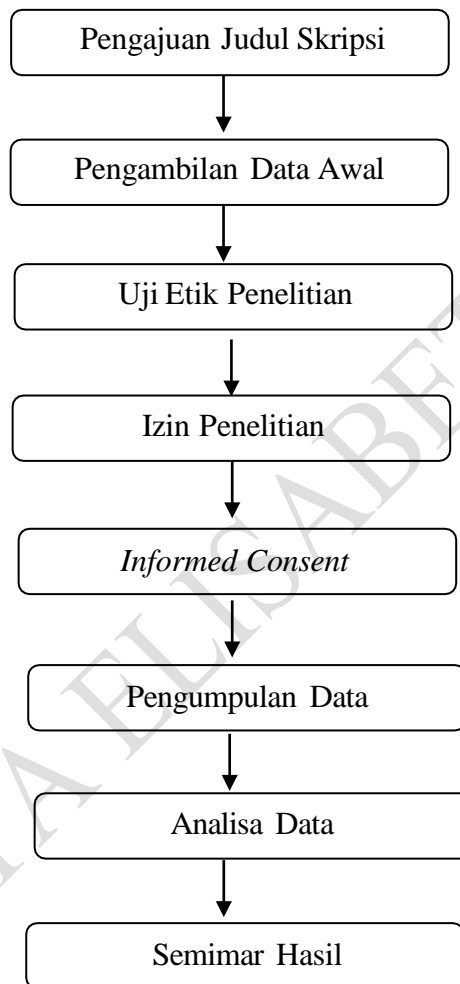 Pengajuan Judul Skripsi
Pengambilan Data Awal
Uji Etik Penelitian
Izin Penelitian
Informed Consent
Pengumpulan Data
Analisa Data
Semimar Hasil
A ELISABET